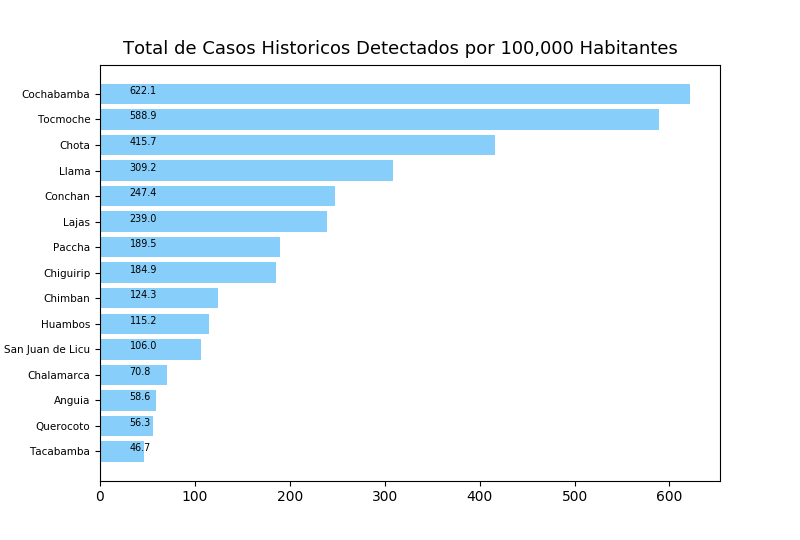 Total de Casos Historicos Detectados por 100,000 Habitantes
Cochabamba 622.1
Tocmoche 588.9
Chota 415.7
Llama 309.2
Conchan 247.4
Lajas 239.0
Paccha 189.5
Chiguirip 184.9
Chimban 124.3
Huambos 115.2
San Juan de Licu 106.0
Chalamarca 70.8
Anguia 58.6
Querocoto 56.3
Tacabamba 46.7
0 100 200 300 400 500 600